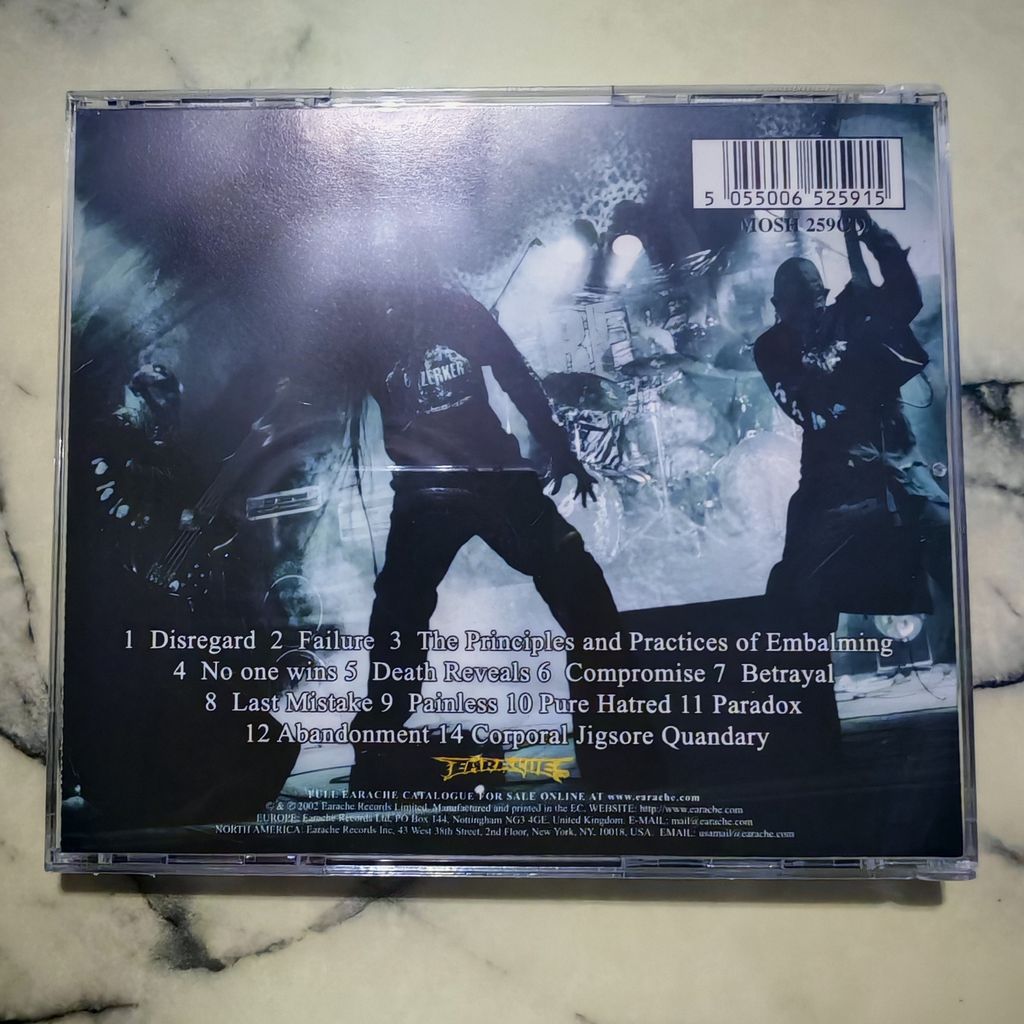 5 055006 525915
MOSH 259CD
ZERKER
1 Disregard 2 Failure 3 The Principles and Practices of Embalming
4 No one wins 5 Death Reveals 6 Compromise 7 Betrayal
8 Last Mistake 9 Painless 10 Pure Hatred 11 Paradox
12 Abandonment 14 Corporal Jigsore Quandary
EARACHE
FULL EARACHE CATALOGUE FOR SALE ONLINE AT www.earache.com
© & ℗ 2002 Earache Records Limited. Manufactured and printed in the E.C. WEBSITE: http://www.earache.com
EUROPE: Earache Records Ltd, PO Box 144, Nottingham NG3 4GE, United Kingdom. E-MAIL: mail@earache.com
NORTH AMERICA: Earache Records Inc, 43 West 38th Street, 2nd Floor, New York, NY, 10018, USA. EMAIL: usamail@earache.com